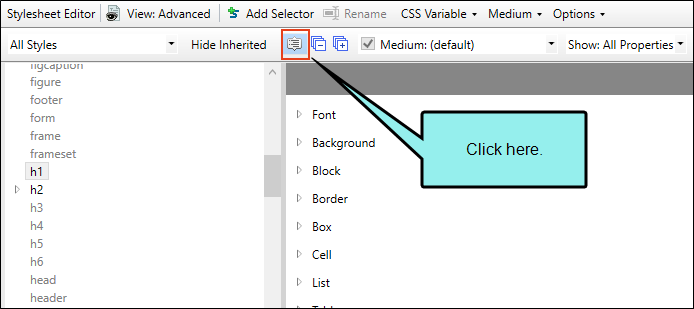 Stylesheet Editor View: Advanced Add Selector Rename CSS Variable Medium Options
All Styles Hide Inherited Medium: (default) Show: All Properties
figcaption
figure
footer
form
frame
frameset
h1
h2
h3
h4
h5
h6
head
header
Font
Background
Block
Border
Box
Cell
List
Click here.